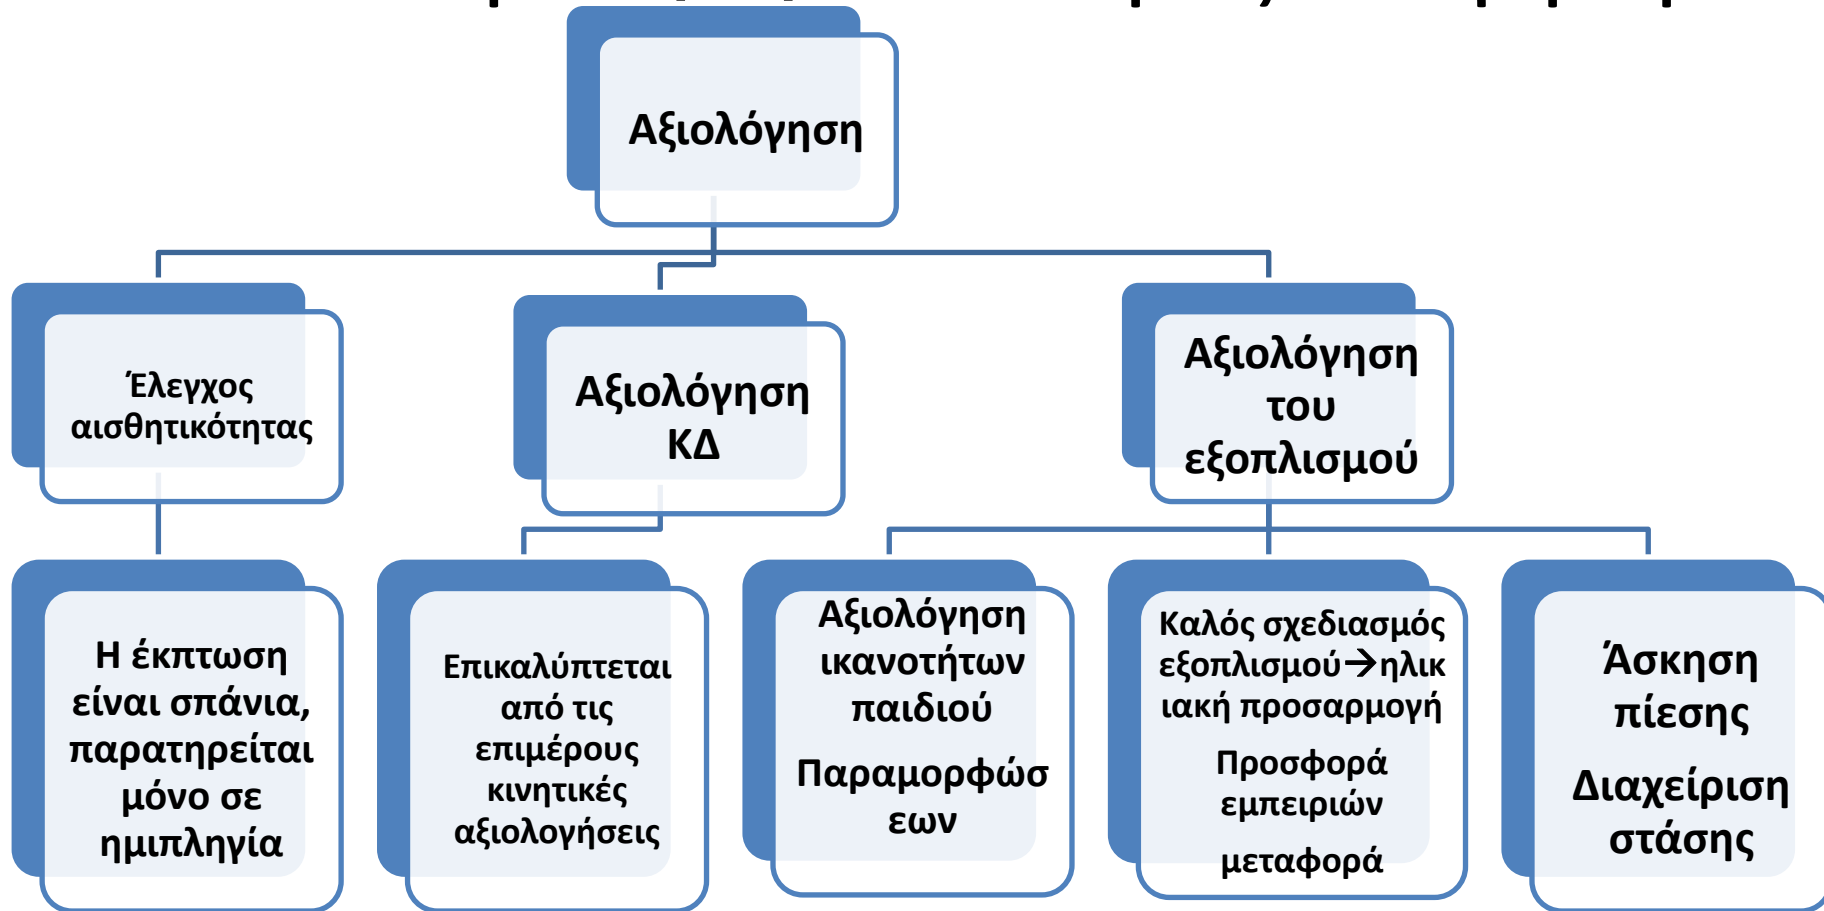 Αξιολόγηση
Έλεγχος
αισθητικότητας
Αξιολόγηση
ΚΔ
Αξιολόγηση
του
εξοπλισμού
Η έκπτωση
είναι σπάνια,
παρατηρείται
μόνο σε
ημιπληγία
Επικαλύπτεται
από τις
επιμέρους
κινητικές
αξιολογήσεις
Αξιολόγηση
ικανοτήτων
παιδιού
Παραμορφώσ
εων
Καλός σχεδιασμός
εξοπλισμού→ηλικ
ιακή προσαρμογή
Προσφορά
εμπειριών
μεταφορά
Άσκηση
πίεσης
Διαχείριση
στάσης